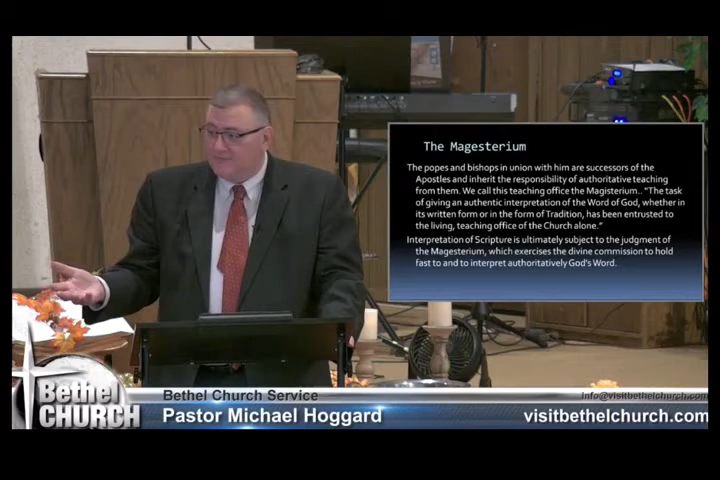 The Magesterium
The popes and bishops in union with him are successors of the
Apostles and inherit the responsibility of authoritative teaching
from them. We call this teaching office the Magisterium.. "The task
of giving an authentic interpretation of the Word of God, whether in
its written form or in the form of Tradition, has been entrusted to
the living, teaching office of the Church alone."
Interpretation of Scripture is ultimately subject to the judgment of
the Magesterium, which exercises the divine commission to hold
fast to and to interpret authoritatively God's Word.
Bethel
CHURCH
Bethel Church Service
info@visitbethelchurch.com
Pastor Michael Hoggard
visitbethelchurch.com